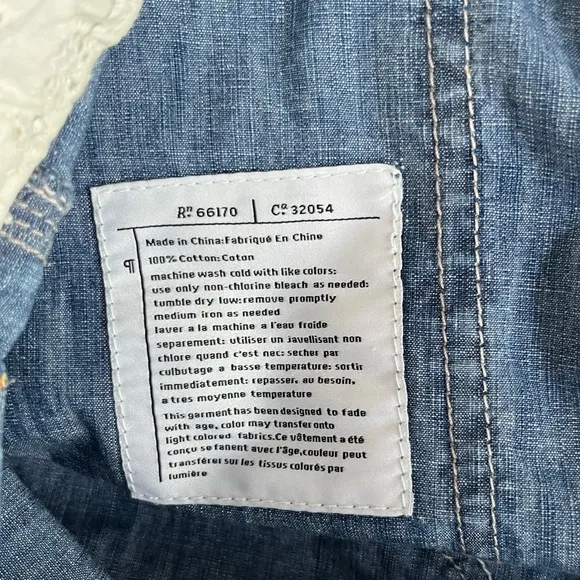 Rn 66170 | Ca 32054
¶ Made in China:Fabriqué En Chine
100% Cotton:Coton
machine wash cold with like colors:
use only non-chlorine bleach as needed:
tumble dry low:remove promptly
medium iron as needed
laver a la machine a l'eau froide
separement: utiliser un javellisant non
chlore quand c'est nec: secher par
culbutage a basse temperature: sortir
immediatement: repasser, au besoin,
a tres moyenne temperature
This garment has been designed to fade
with age, color may transferonto
light colored fabrics.Ce vâtement a été
conçu se fanent avec l'âge,couleur peut
transférer sur les tissus colorés par
lumière